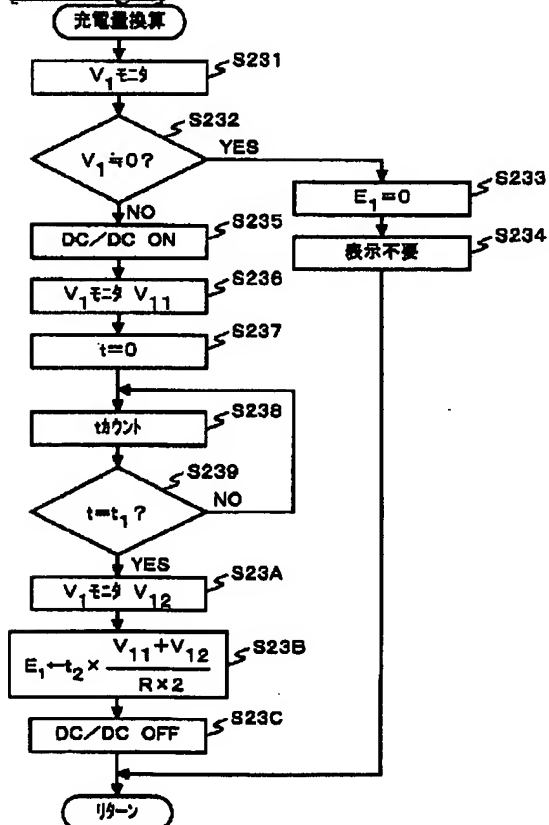 充電量換算
V₁モニタ
S231
V₁≒0?
S232
YES
NO
E₁=0
S233
表示不要
S234
DC/DC ON
S235
V₁モニタ V₁₁
S236
t=0
S237
tカウント
S238
t=t₁?
S239
NO
YES
V₁モニタ V₁₂
S23A
E₁←t₂× V₁₁+V₁₂
R×2
S23B
DC/DC OFF
S23C
リターン